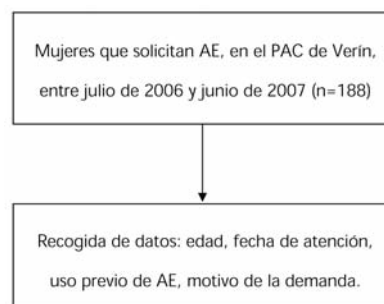 Mujeres que solicitan AE, en el PAC de Verín,
entre julio de 2006 y junio de 2007 (n=188)
Recogida de datos: edad, fecha de atención,
uso previo de AE, motivo de la demanda.